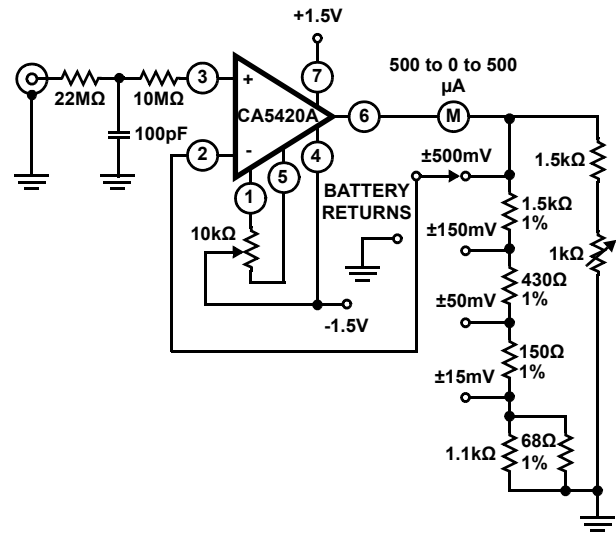 +1.5V
500 to 0 to 500
µA
22MΩ
10MΩ
3
+
7
CA5420A
6
M
100pF
2
-
4
5
1
±500mV
BATTERY
RETURNS
1.5kΩ
1.5kΩ
1%
10kΩ
±150mV
1kΩ
430Ω
1%
-1.5V
±50mV
150Ω
1%
±15mV
1.1kΩ
68Ω
1%